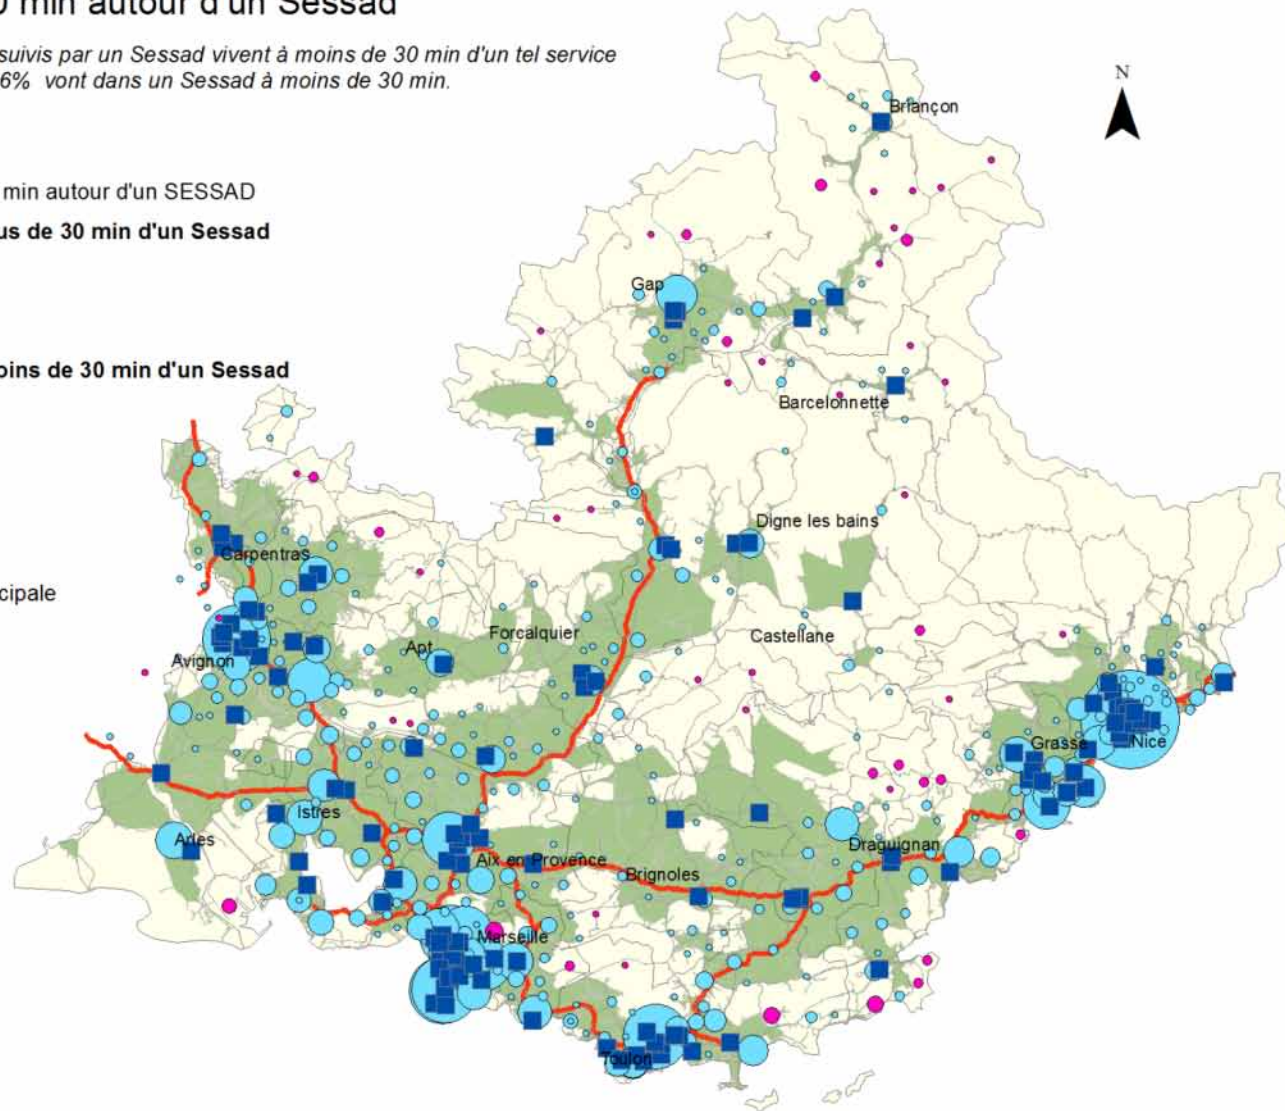 0 min autour d'un Sessad
suivis par un Sessad vivent à moins de 30 min d'un tel service
6% vont dans un Sessad à moins de 30 min.
N
Briançon
min autour d'un SESSAD
us de 30 min d'un Sessad
Gap
oins de 30 min d'un Sessad
Barcelonnette
Digne les bains
Carpentras
cipale
Forcalquier
Castellane
Apt
Avignon
Grasse
Nice
Istres
Arles
Draguignan
Aix en Provence
Brignoles
Marseille
Toulon